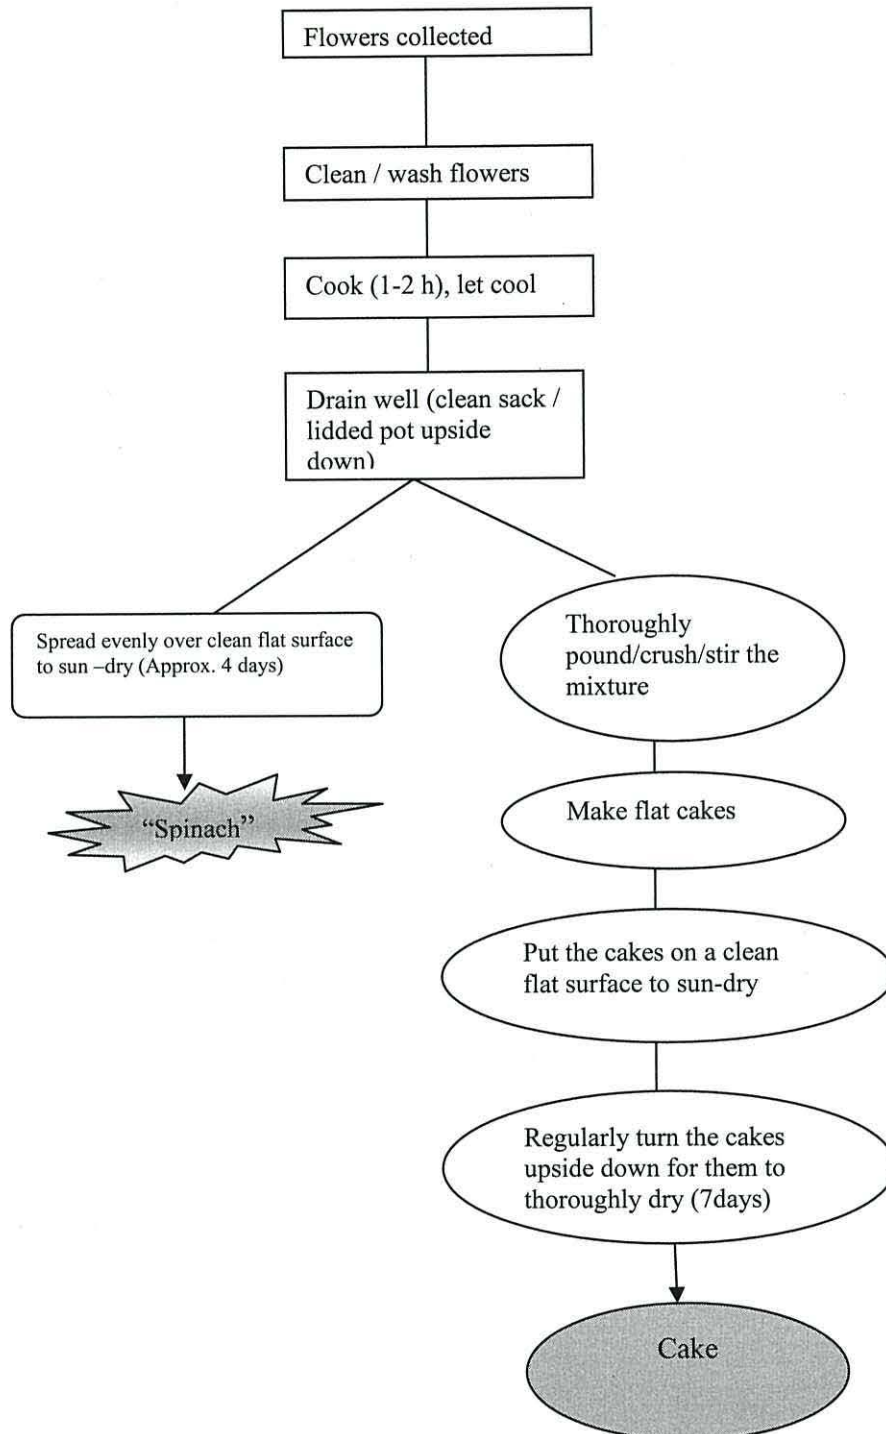 Flowers collected
Clean / wash flowers
Cook (1-2 h), let cool
Drain well (clean sack /
lidded pot upside
down)
Spread evenly over clean flat surface
to sun –dry (Approx. 4 days)
“Spinach”
Thoroughly
pound/crush/stir the
mixture
Make flat cakes
Put the cakes on a clean
flat surface to sun-dry
Regularly turn the cakes
upside down for them to
thoroughly dry (7days)
Cake